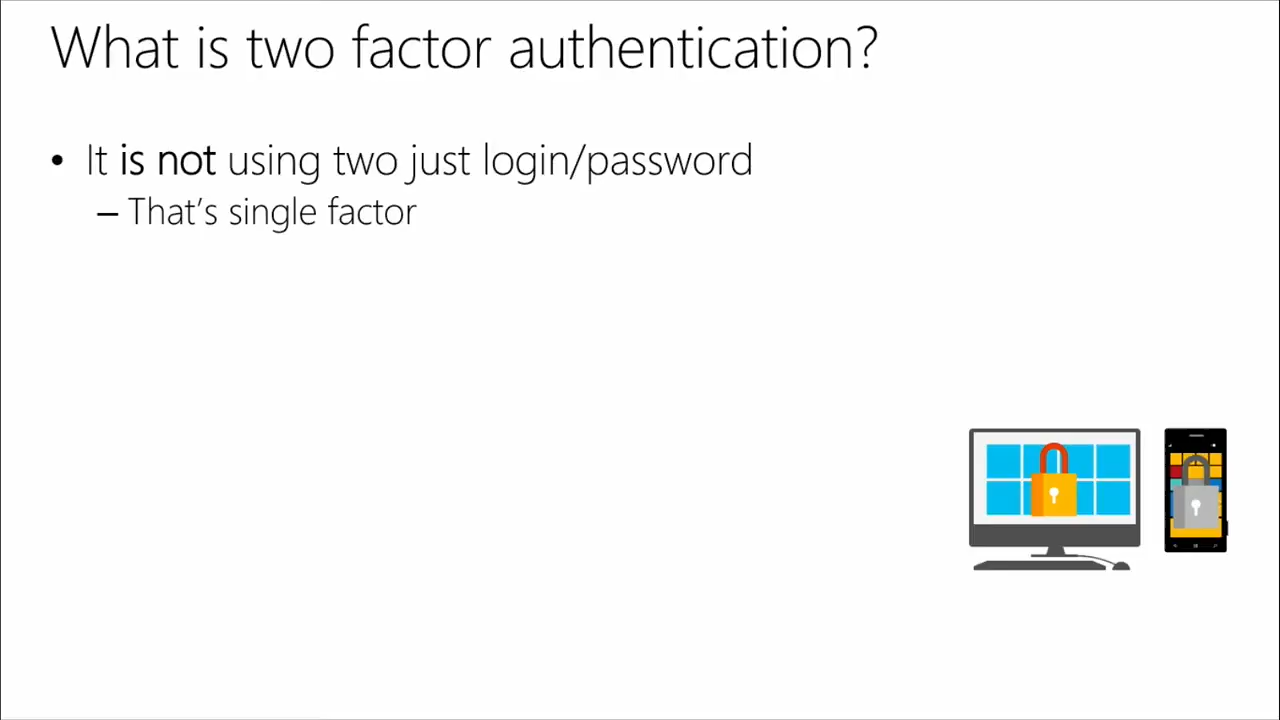 What is two factor authentication?
• It is not using two just login/password
– That's single factor